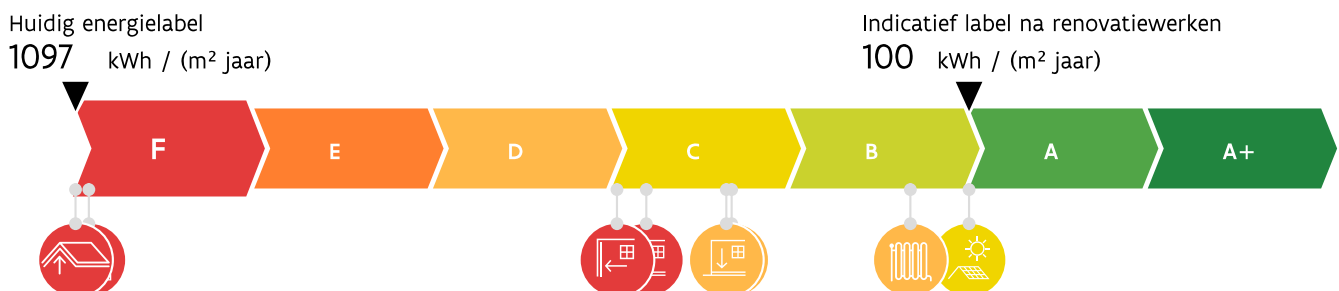 Huidig energielabel
1097 kWh / (m² jaar)
Indicatief label na renovatiewerken
100 kWh / (m² jaar)
F E D C B A A+